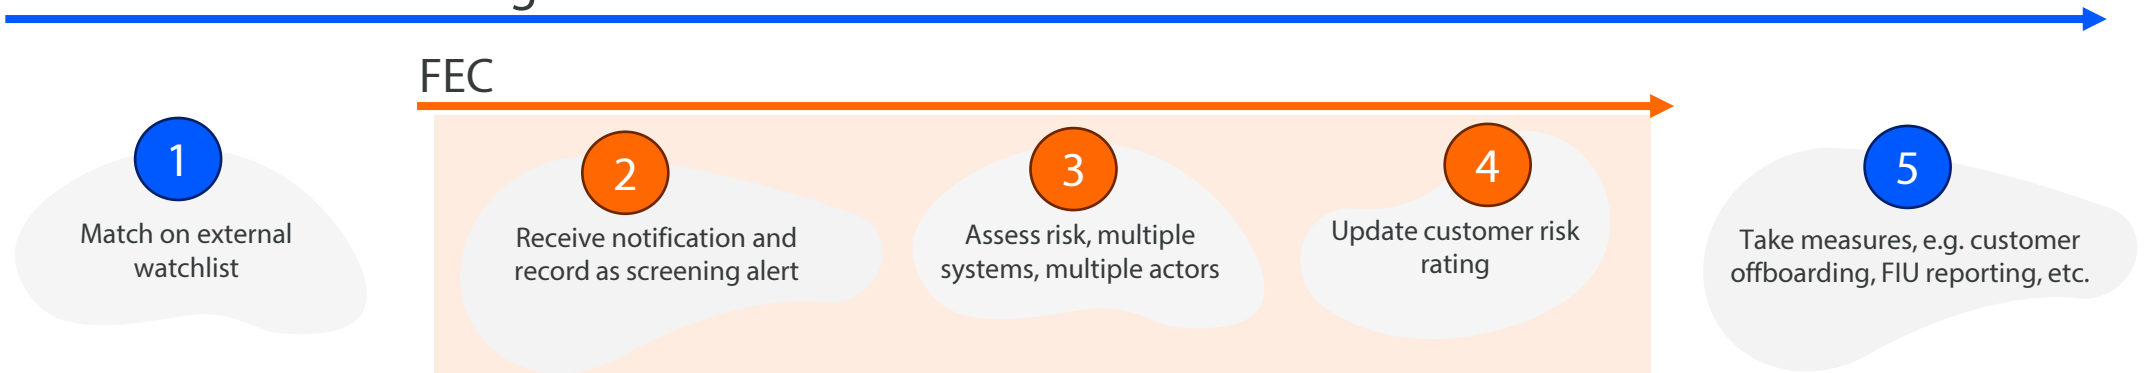 FEC
1
Match on external
watchlist
2
Receive notification and
record as screening alert
3
Assess risk, multiple
systems, multiple actors
4
Update customer risk
rating
5
Take measures, e.g. customer
offboarding, FIU reporting, etc.